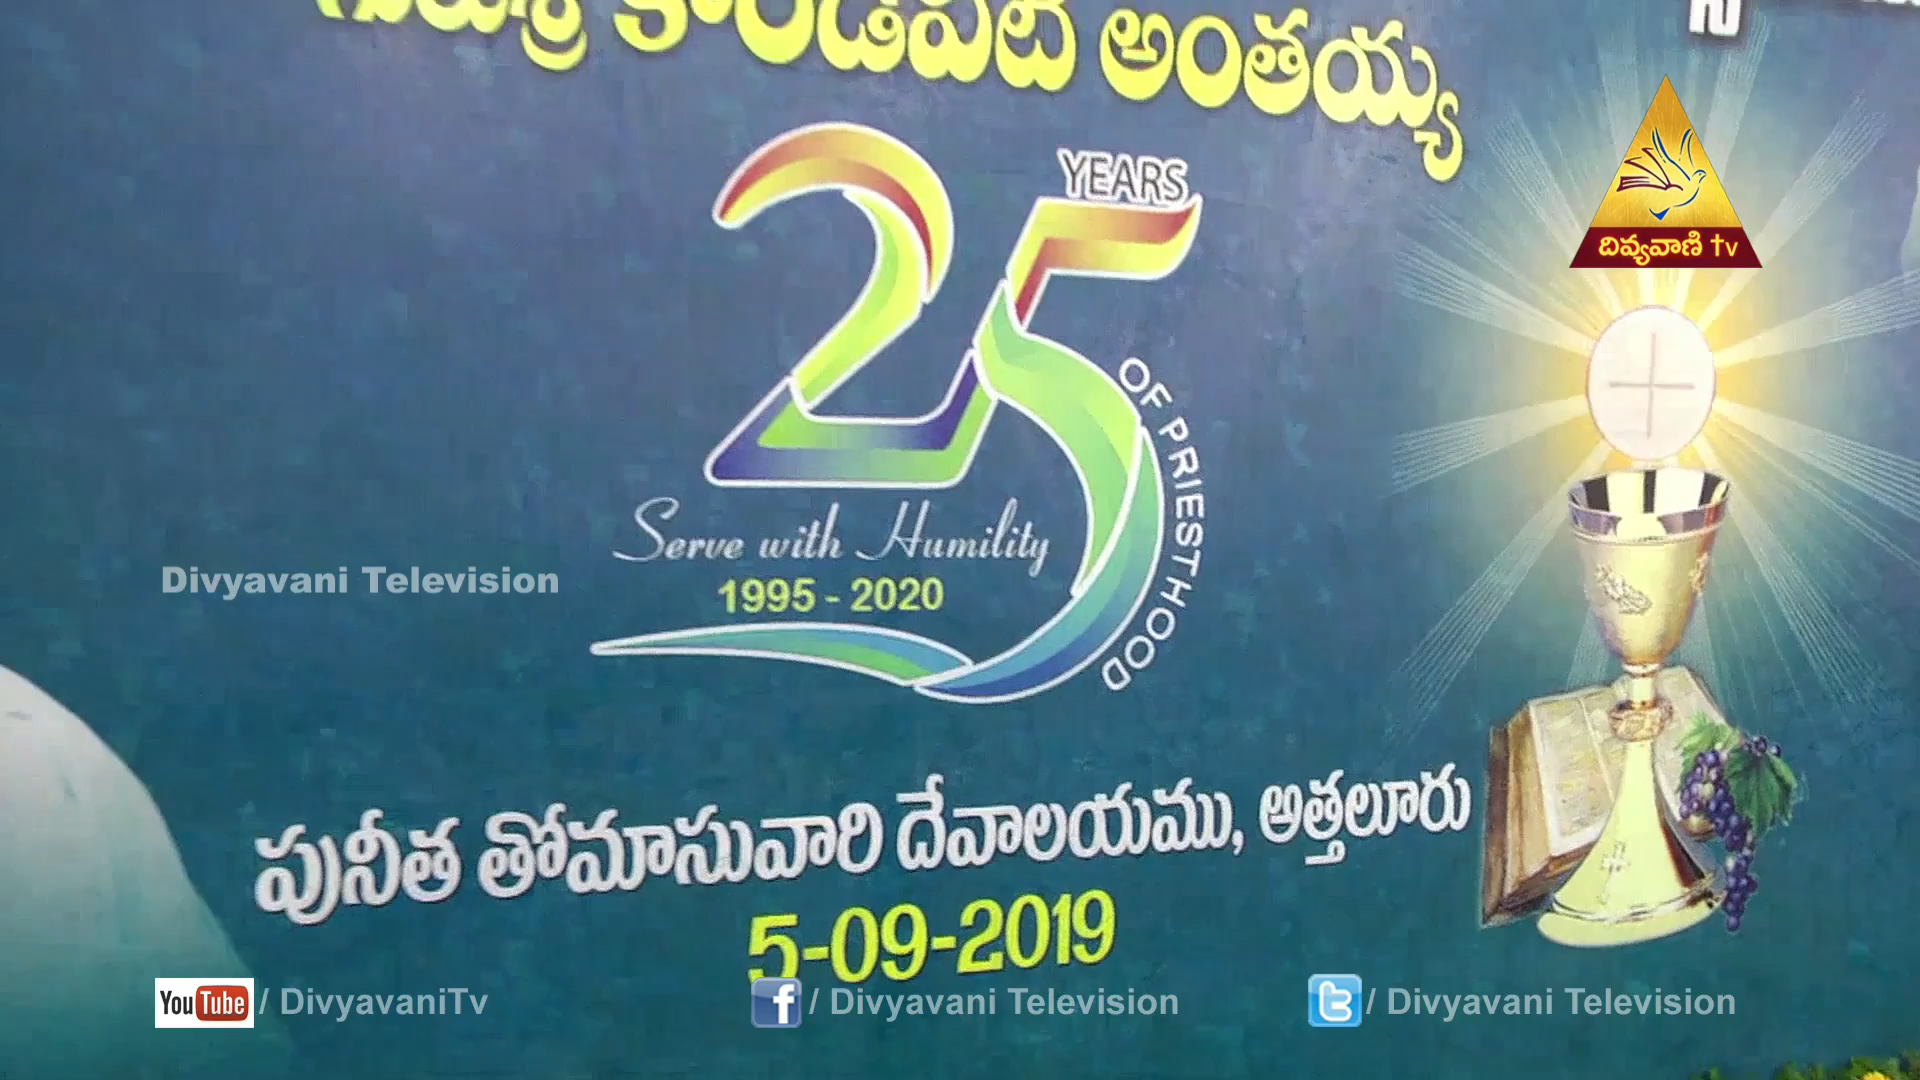 అంతయ్య
YEARS
25
OF PRIESTHOOD
Serve with Humility
1995 - 2020
పునీత తోమాసువారి దేవాలయము, అత్తలూరు
5-09-2019
దివ్యవాణి tv
Divyavani Television
YouTube / DivyavaniTv
f / Divyavani Television
t / Divyavani Television